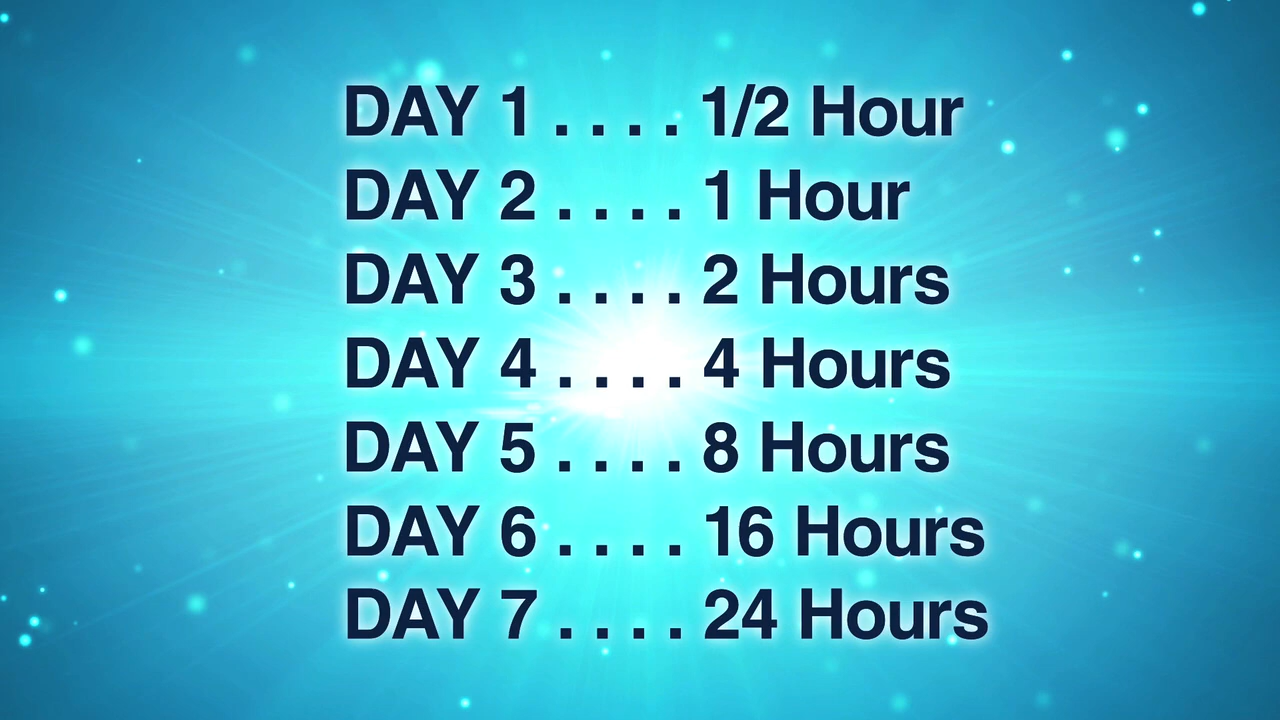 DAY 1 . . . . 1/2 Hour
DAY 2 . . . . 1 Hour
DAY 3 . . . . 2 Hours
DAY 4 . . . . 4 Hours
DAY 5 . . . . 8 Hours
DAY 6 . . . . 16 Hours
DAY 7 . . . . 24 Hours